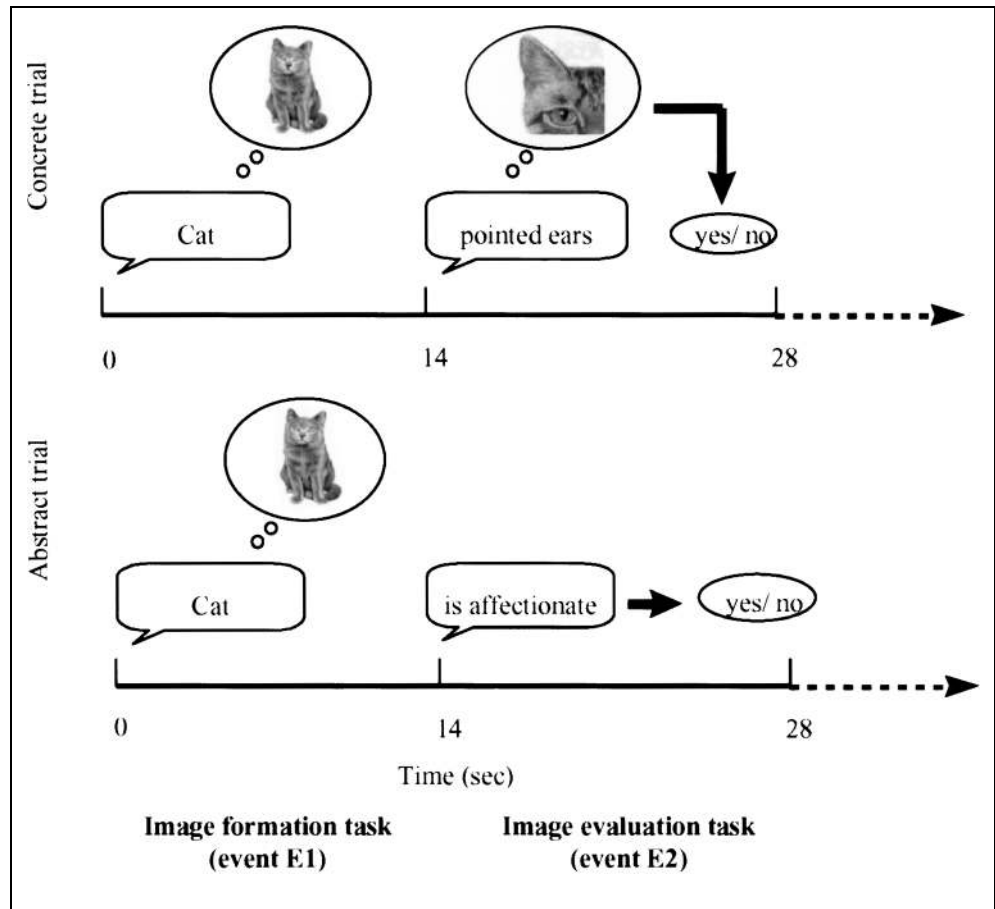 Concrete trial
Cat
pointed ears
yes/ no
0
14
28
Abstract trial
Cat
is affectionate
yes/ no
0
14
28
Time (sec)
Image formation task
(event E1)
Image evaluation task
(event E2)